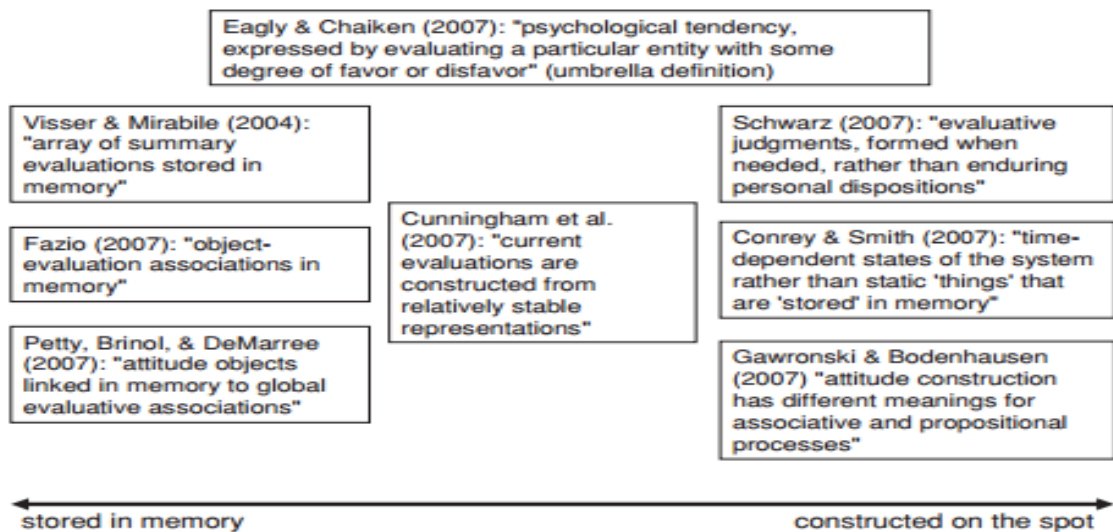 Eagly & Chaiken (2007): "psychological tendency,
expressed by evaluating a particular entity with some
degree of favor or disfavor" (umbrella definition)
Visser & Mirabile (2004):
"array of summary
evaluations stored in
memory"
Fazio (2007): "object-
evaluation associations in
memory"
Petty, Brinol, & DeMarree
(2007): "attitude objects
linked in memory to global
evaluative associations"
Cunningham et al.
(2007): "current
evaluations are
constructed from
relatively stable
representations"
Schwarz (2007): "evaluative
judgments, formed when
needed, rather than enduring
personal dispositions"
Conrey & Smith (2007): "time-
dependent states of the system
rather than static 'things' that
are 'stored' in memory"
Gawronski & Bodenhausen
(2007) "attitude construction
has different meanings for
associative and propositional
processes"
stored in memory
constructed on the spot